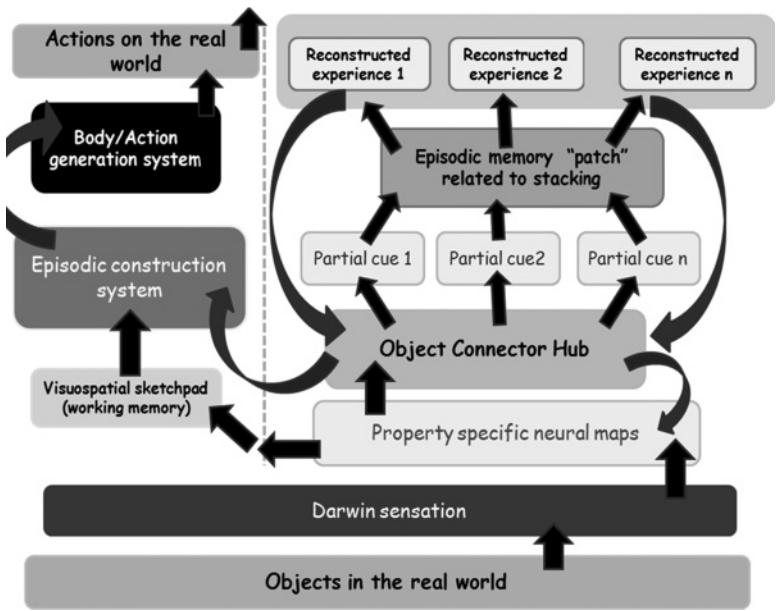 Actions on the real
world
Reconstructed
experience 1
Reconstructed
experience 2
Reconstructed
experience n
Body/Action
generation system
Episodic memory "patch"
related to stacking
Episodic construction
system
Partial cue 1
Partial cue2
Partial cue n
Object Connector Hub
Visuospatial sketchpad
(working memory)
Property specific neural maps
Darwin sensation
Objects in the real world